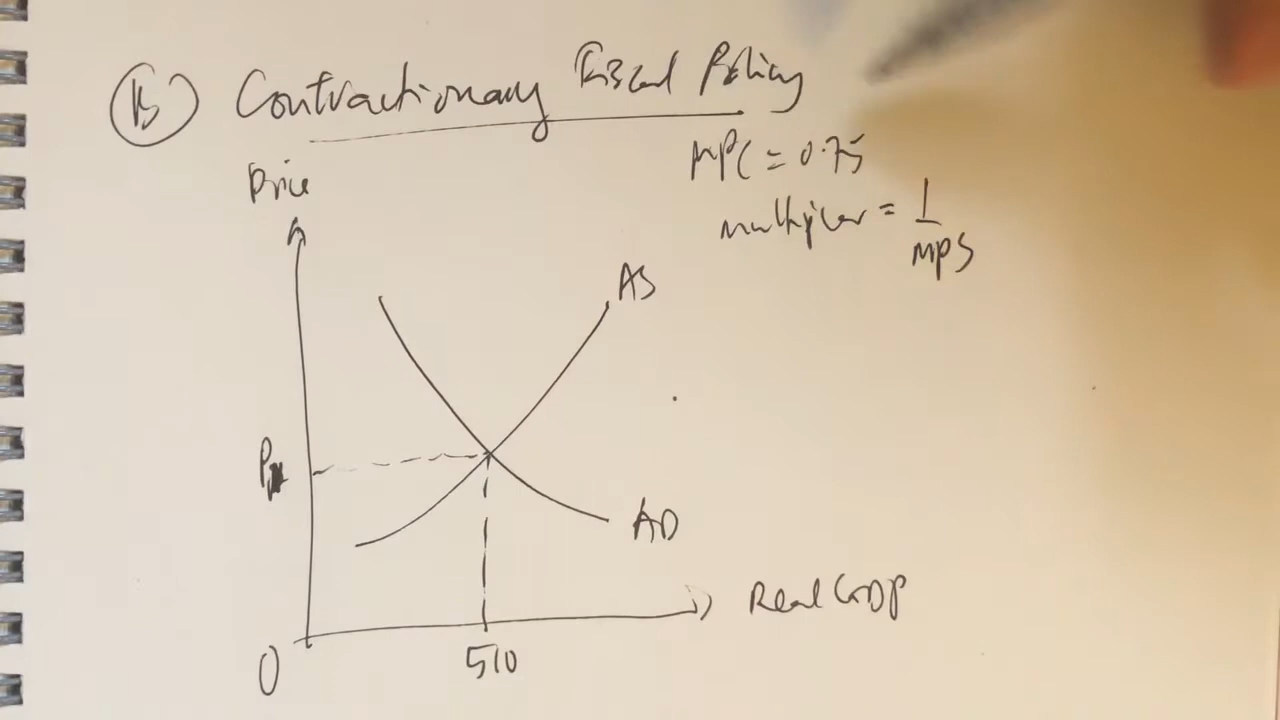 B Contractionary Fiscal Policy
MPC = 0.75
multiplier = 1
MPS
Price
AS
P
AD
Real GDP
0
510